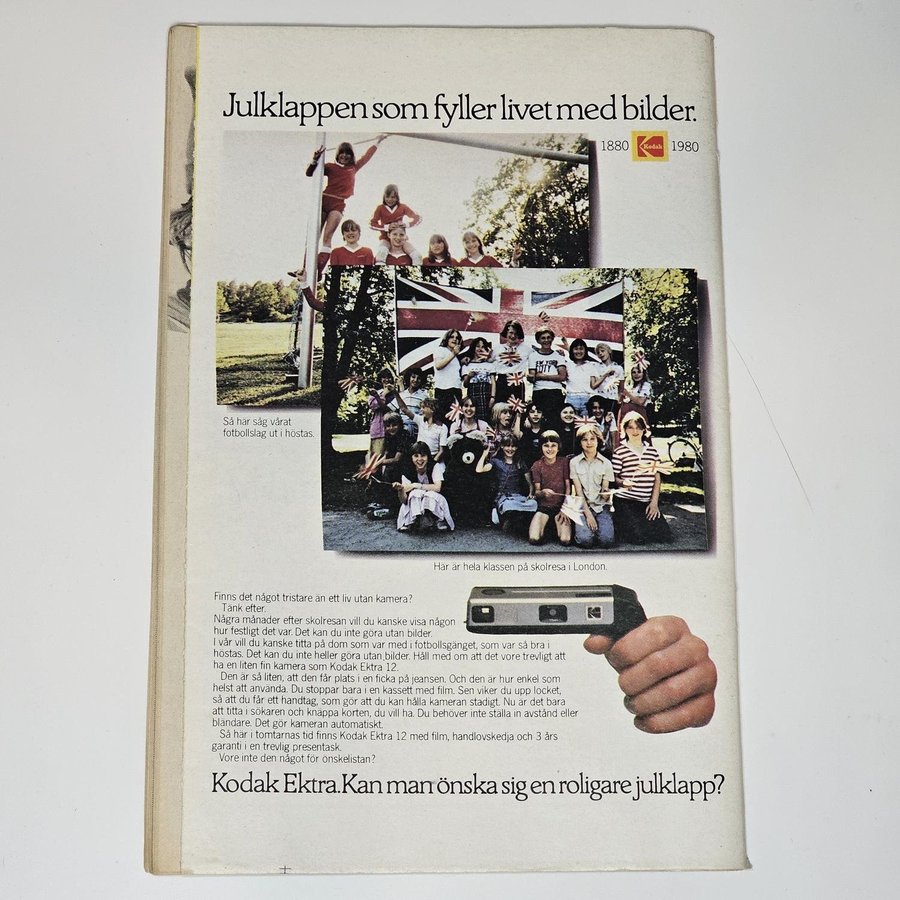 Julklappen som fyller livet med bilder.
1880 Kodak 1980
Så här såg vårat
fotbollslag ut i höstas.
Här är hela klassen på skolresa i London.
Finns det något tristare än ett liv utan kamera?
Tänk efter.
Några månader efter skolresan vill du kanske visa någon
hur festligt det var. Det kan du inte göra utan bilder.
I vår vill du kanske titta på dom som var med i fotbollsgänget, som var så bra i
höstas. Det kan du inte heller göra utan bilder. Håll med om att det vore trevligt att
ha en liten fin kamera som Kodak Ektra 12.
Den är så liten, att den får plats i en ficka på jeansen. Och den är hur enkel som
helst att använda. Du stoppar bara i en kassett med film. Sen viker du upp locket,
så att du får ett handtag, som gör att du kan hålla kameran stadigt. Nu är det bara
att titta i sökaren och knäppa korten, du vill ha. Du behöver inte ställa in avstånd eller
bländare. Det gör kameran automatiskt.
Så här i tomtarnas tid finns Kodak Ektra 12 med film, handlovskedja och 3 års
garanti i en trevlig presentask.
Vore inte den något för önskelistan?
Kodak Ektra. Kan man önska sig en roligare julklapp?